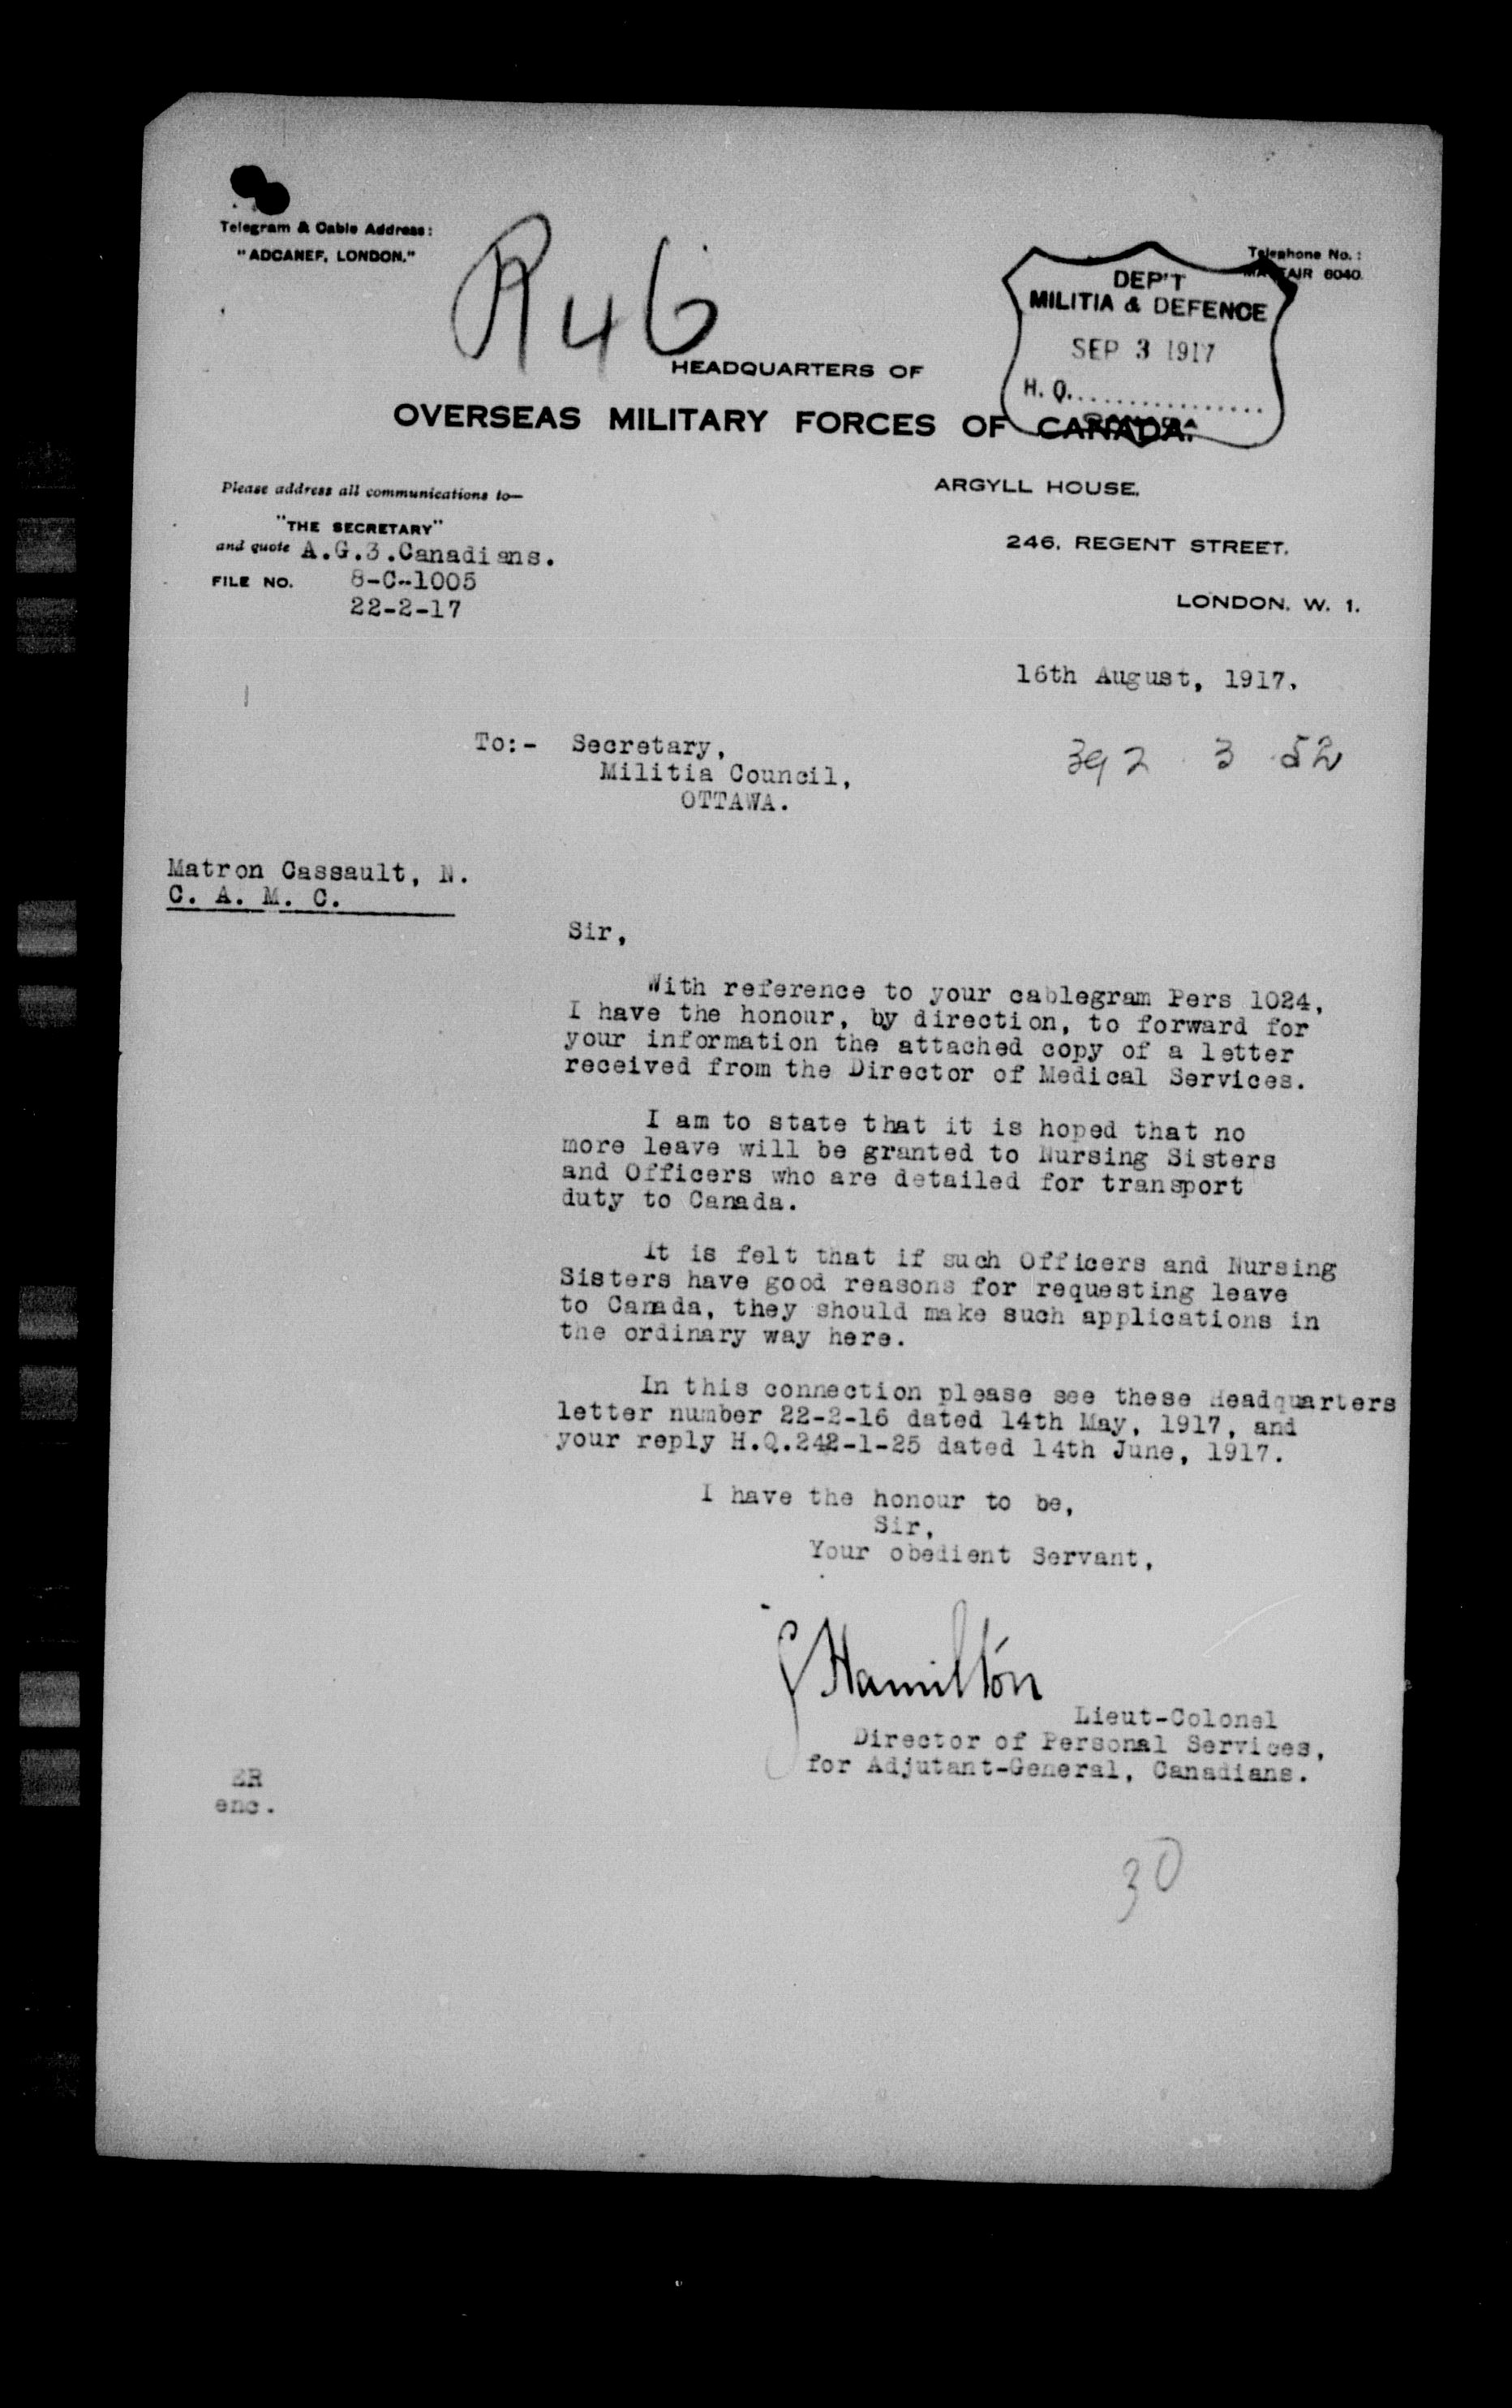 Telegram & Cable Address:
"ADCANEF, LONDON."
R46
Telephone No.:
MAYFAIR 6040.
DEP'T
MILITIA & DEFENCE
SEP 3 1917
H. Q.................
HEADQUARTERS OF
OVERSEAS MILITARY FORCES OF CANADA.
Please address all communications to—
"THE SECRETARY"
and quote A.G.3.Canadians.
FILE NO. 8-C-1005
22-2-17
ARGYLL HOUSE,
246, REGENT STREET,
LONDON, W. 1.
16th August, 1917.
To:- Secretary,
Militia Council,
OTTAWA.
392 3 52
Matron Cassault, N.
C. A. M. C.
Sir,
With reference to your cablegram Pers 1024,
I have the honour, by direction, to forward for
your information the attached copy of a letter
received from the Director of Medical Services.
I am to state that it is hoped that no
more leave will be granted to Nursing Sisters
and Officers who are detailed for transport
duty to Canada.
It is felt that if such Officers and Nursing
Sisters have good reasons for requesting leave
to Canada, they should make such applications in
the ordinary way here.
In this connection please see these Headquarters
letter number 22-2-16 dated 14th May, 1917, and
your reply H.Q.242-1-25 dated 14th June, 1917.
I have the honour to be,
Sir,
Your obedient Servant,
G Hamilton
Lieut-Colonel
Director of Personal Services,
for Adjutant-General, Canadians.
ER
enc.
30